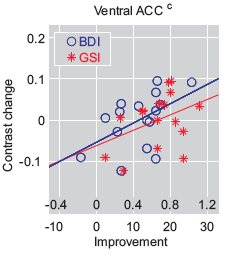 Ventral ACC c
BDI
GSI
0.2
0.1
0
-0.1
Contrast change
-0.4 0 0.4 0.8 1.2
-10 0 10 20 30
Improvement